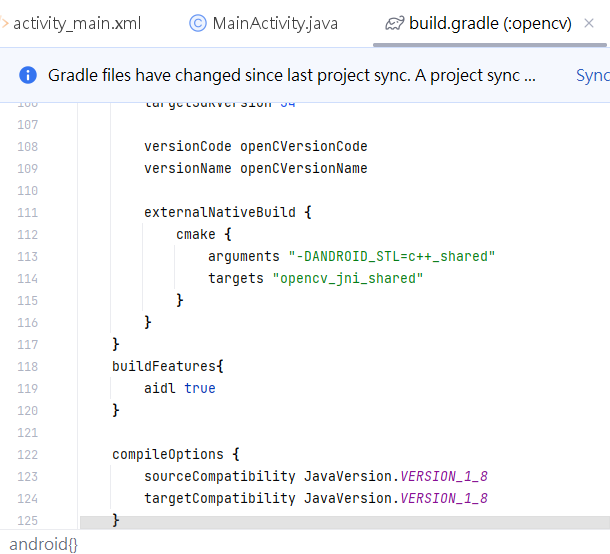 activity_main.xml MainActivity.java build.gradle (:opencv)
Gradle files have changed since last project sync. A project sync ... Sync
106 targetSdkVersion 34
107
108 versionCode openCVersionCode
109 versionName openCVersionName
110
111 externalNativeBuild {
112 cmake {
113 arguments "-DANDROID_STL=c++_shared"
114 targets "opencv_jni_shared"
115 }
116 }
117 }
118 buildFeatures{
119 aidl true
120 }
121
122 compileOptions {
123 sourceCompatibility JavaVersion.VERSION_1_8
124 targetCompatibility JavaVersion.VERSION_1_8
125 }
android{}